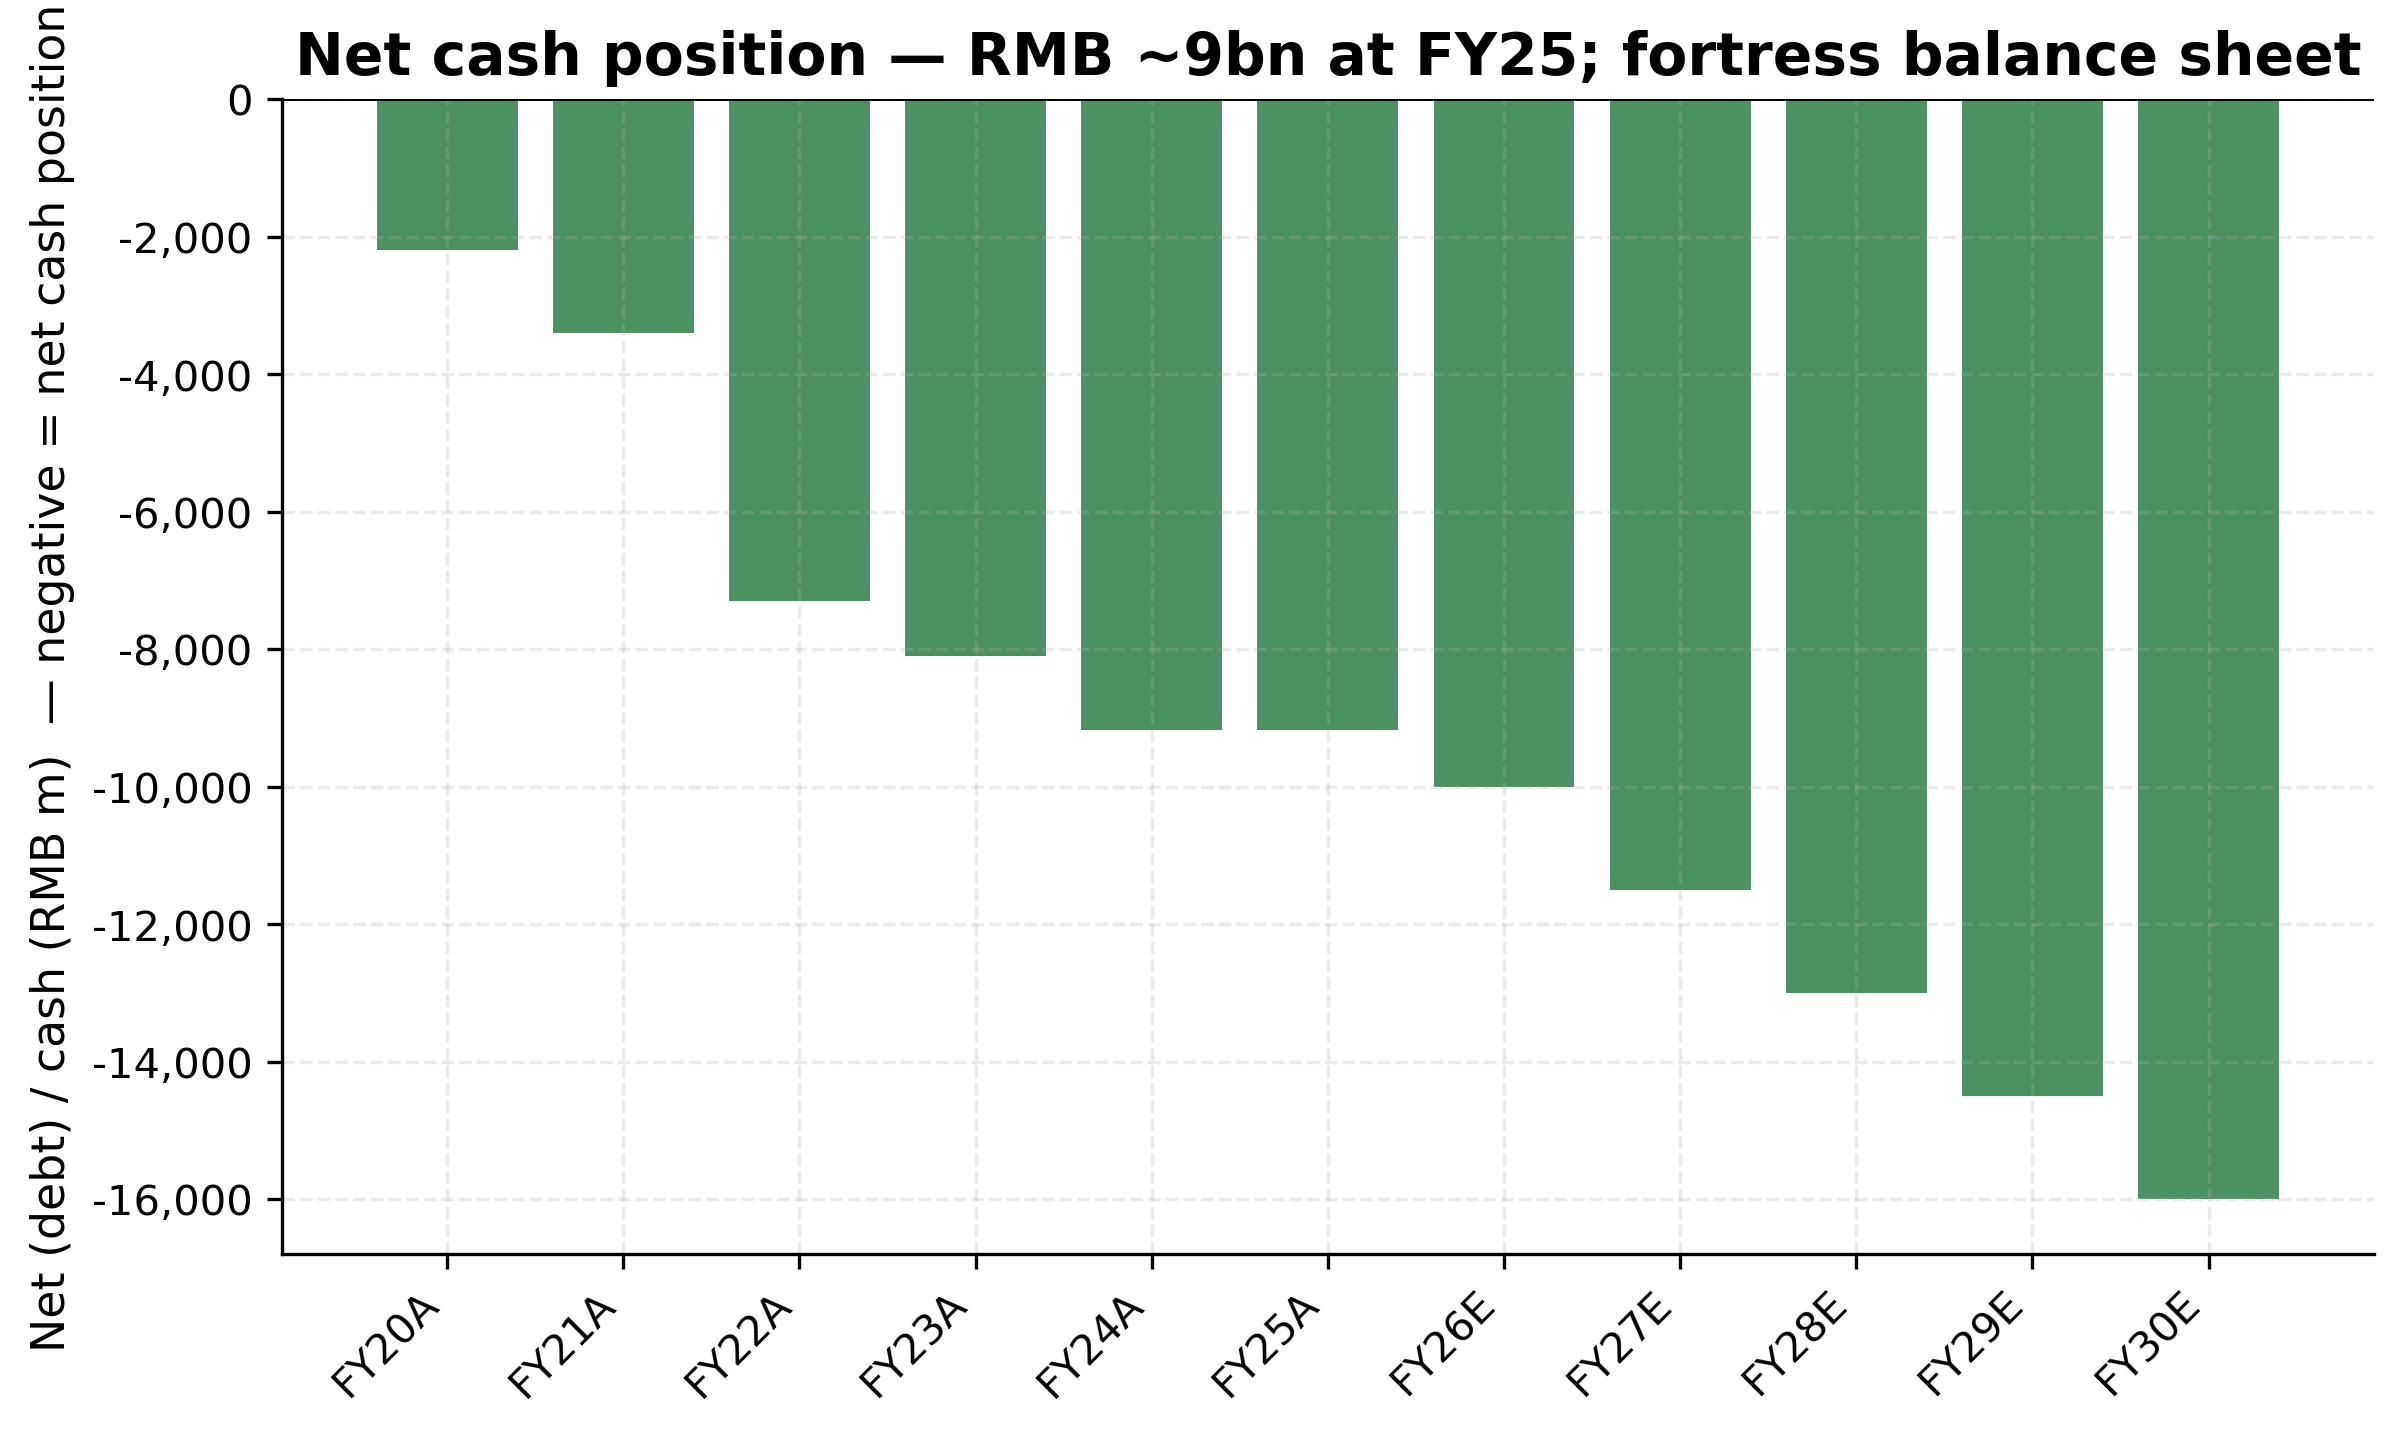 Net cash position — RMB ~9bn at FY25; fortress balance sheet
Net (debt) / cash (RMB m) — negative = net cash position
0
-2,000
-4,000
-6,000
-8,000
-10,000
-12,000
-14,000
-16,000
FY20A
FY21A
FY22A
FY23A
FY24A
FY25A
FY26E
FY27E
FY28E
FY29E
FY30E